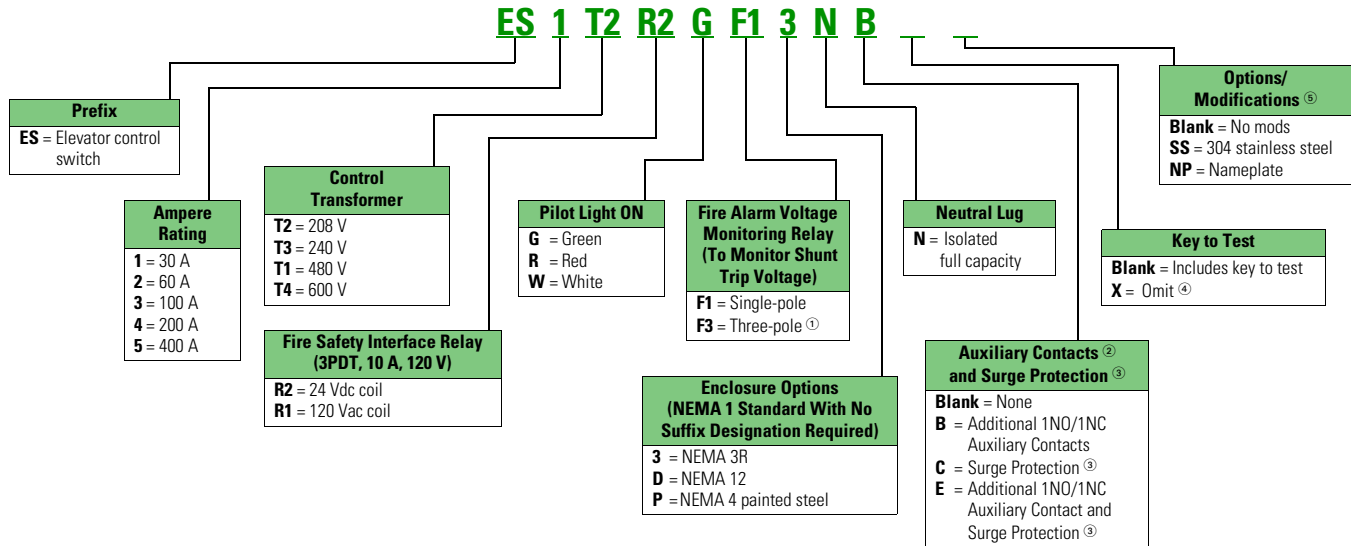 ES 1 T2 R2 G F1 3 N B
Prefix
ES = Elevator control
switch
Ampere
Rating
1 = 30 A
2 = 60 A
3 = 100 A
4 = 200 A
5 = 400 A
Control
Transformer
T2 = 208 V
T3 = 240 V
T1 = 480 V
T4 = 600 V
Fire Safety Interface Relay
(3PDT, 10 A, 120 V)
R2 = 24 Vdc coil
R1 = 120 Vac coil
Pilot Light ON
G = Green
R = Red
W = White
Fire Alarm Voltage
Monitoring Relay
(To Monitor Shunt
Trip Voltage)
F1 = Single-pole
F3 = Three-pole ①
Enclosure Options
(NEMA 1 Standard With No
Suffix Designation Required)
3 = NEMA 3R
D = NEMA 12
P = NEMA 4 painted steel
Neutral Lug
N = Isolated
full capacity
Auxiliary Contacts ②
and Surge Protection ③
Blank = None
B = Additional 1NO/1NC
Auxiliary Contacts
C = Surge Protection ③
E = Additional 1NO/1NC
Auxiliary Contact and
Surge Protection ③
Key to Test
Blank = Includes key to test
X = Omit ④
Options/
Modifications ⑤
Blank = No mods
SS = 304 stainless steel
NP = Nameplate